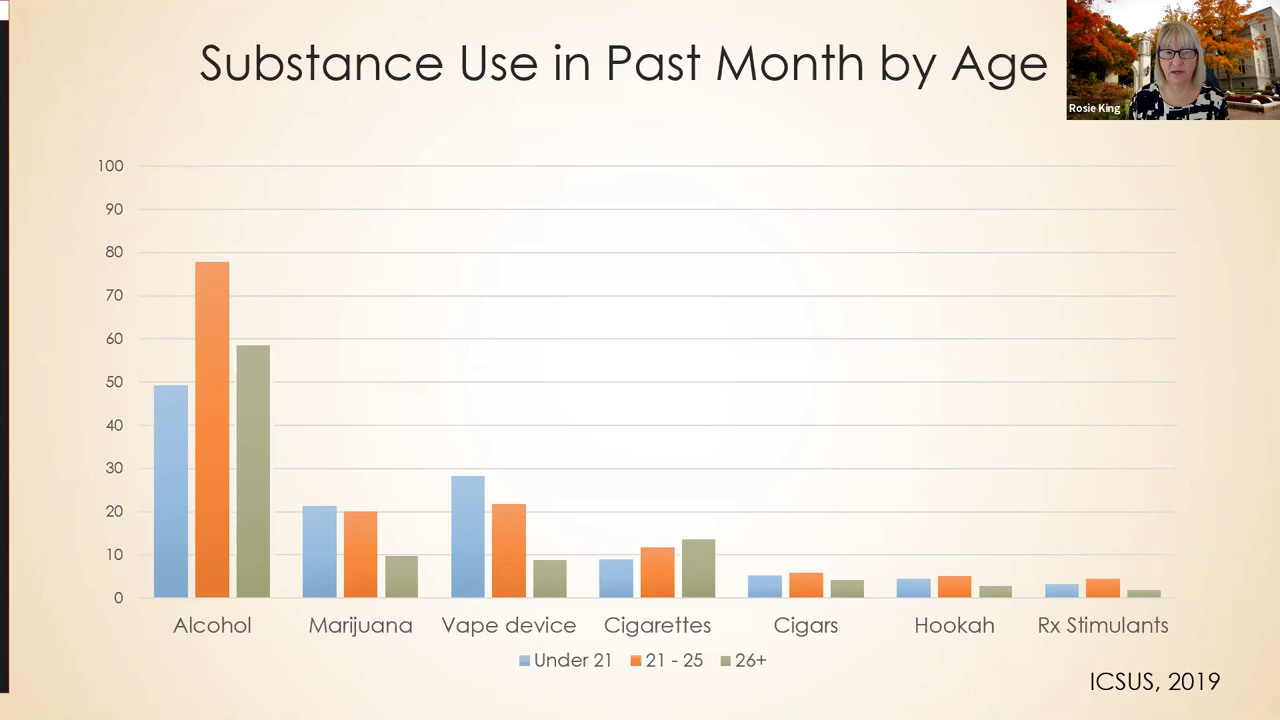 Substance Use in Past Month by Age
Rosie King
100
90
80
70
60
50
40
30
20
10
0
Alcohol Marijuana Vape device Cigarettes Cigars Hookah Rx Stimulants
Under 21 21 - 25 26+
ICSUS, 2019